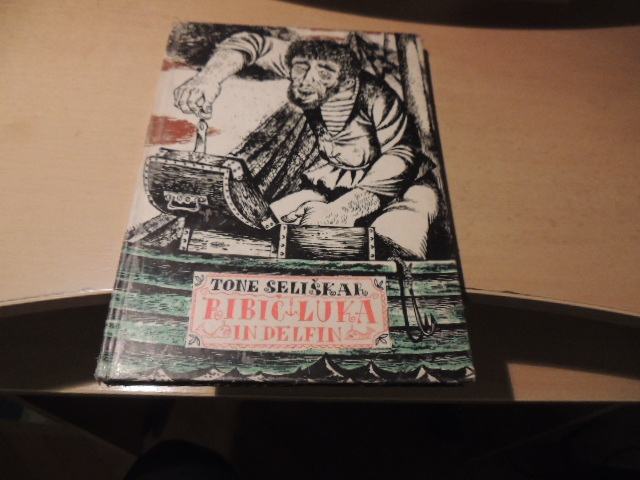 TONE SELIŠKAR
RIBIČ LUKA
IN DELFIN